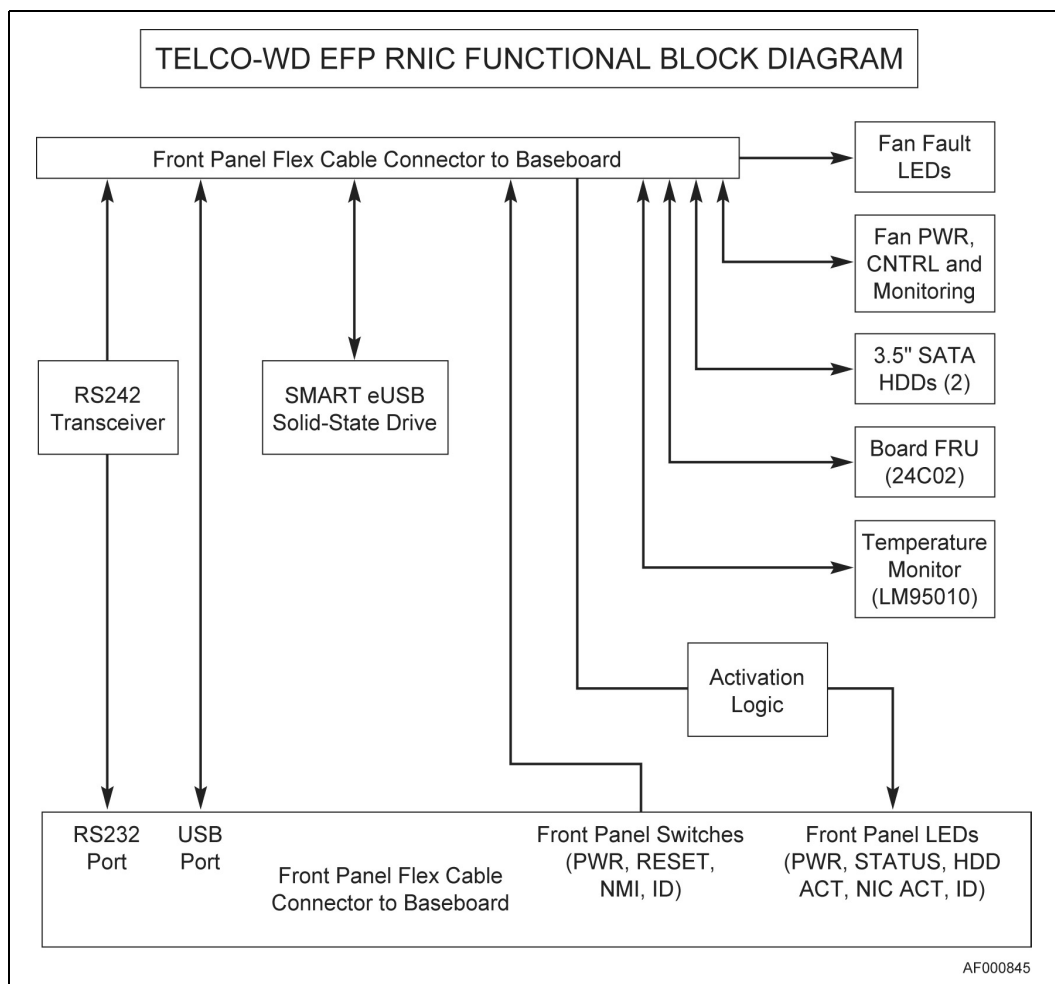 TELCO-WD EFP RNIC FUNCTIONAL BLOCK DIAGRAM
Front Panel Flex Cable Connector to Baseboard
Fan Fault
LEDs
Fan PWR,
CNTRL and
Monitoring
3.5" SATA
HDDs (2)
RS242
Transceiver
SMART eUSB
Solid-State Drive
Board FRU
(24C02)
Temperature
Monitor
(LM95010)
Activation
Logic
RS232
Port
USB
Port
Front Panel Flex Cable
Connector to Baseboard
Front Panel Switches
(PWR, RESET,
NMI, ID)
Front Panel LEDs
(PWR, STATUS, HDD
ACT, NIC ACT, ID)
AF000845